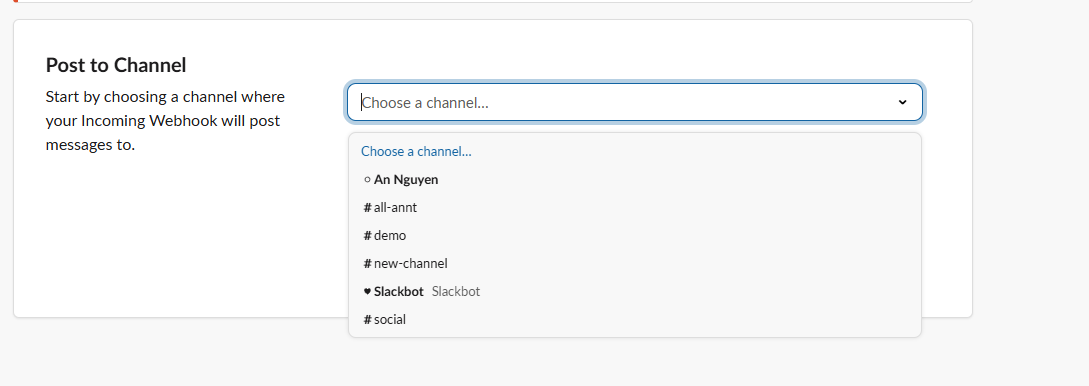 Post to Channel
Start by choosing a channel where
your Incoming Webhook will post
messages to.
Choose a channel...
Choose a channel...
An Nguyen
# all-annt
# demo
# new-channel
♥ Slackbot Slackbot
# social